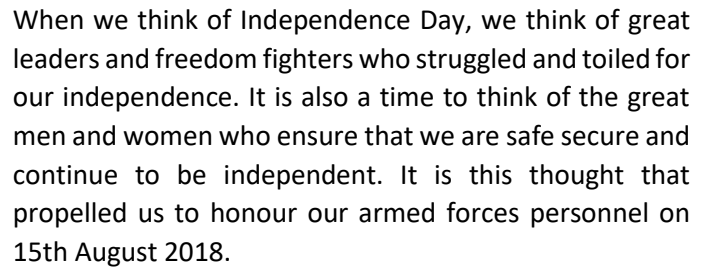 When we think of Independence Day, we think of great
leaders and freedom fighters who struggled and toiled for
our independence. It is also a time to think of the great
men and women who ensure that we are safe secure and
continue to be independent. It is this thought that
propelled us to honour our armed forces personnel on
15th August 2018.